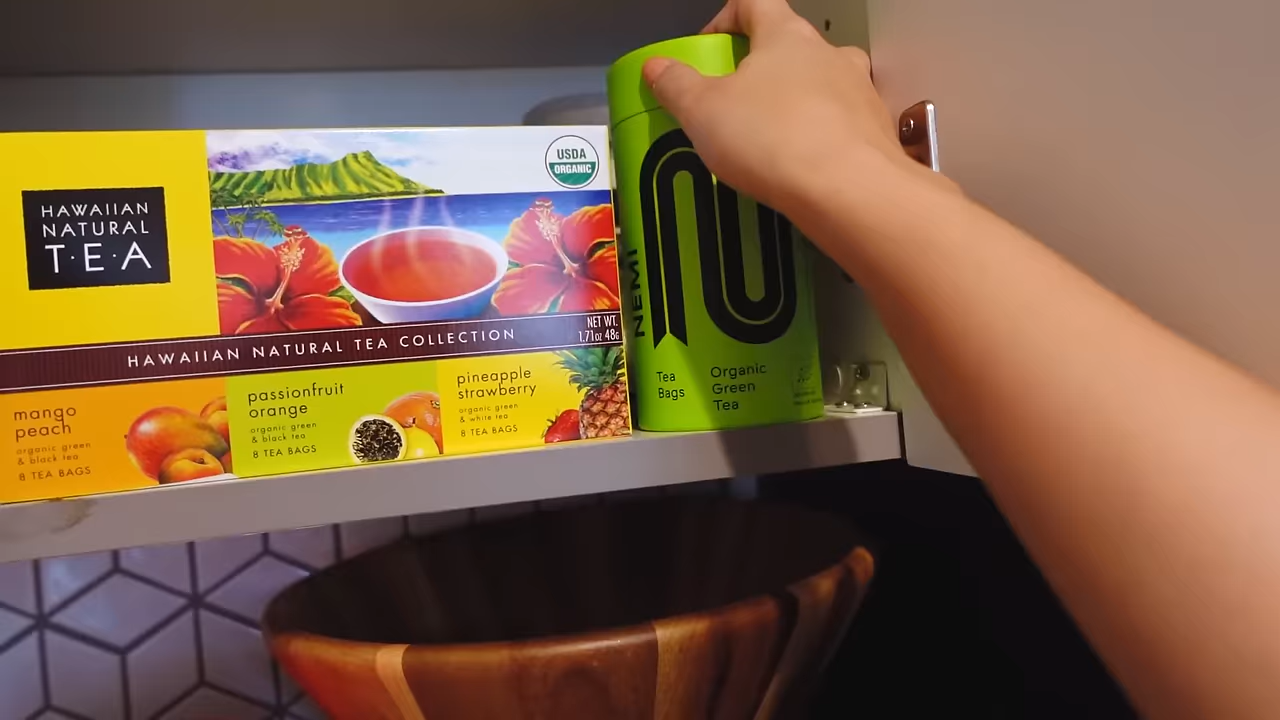 HAWAIIAN
NATURAL
T·E·A
USDA
ORGANIC
NET WT.
1.71oz 48g
HAWAIIAN NATURAL TEA COLLECTION
mango
peach
organic green
& black tea
8 TEA BAGS
passionfruit
orange
organic green
& black tea
8 TEA BAGS
pineapple
strawberry
organic green
& white tea
8 TEA BAGS
NEMI
Tea
Bags
Organic
Green
Tea